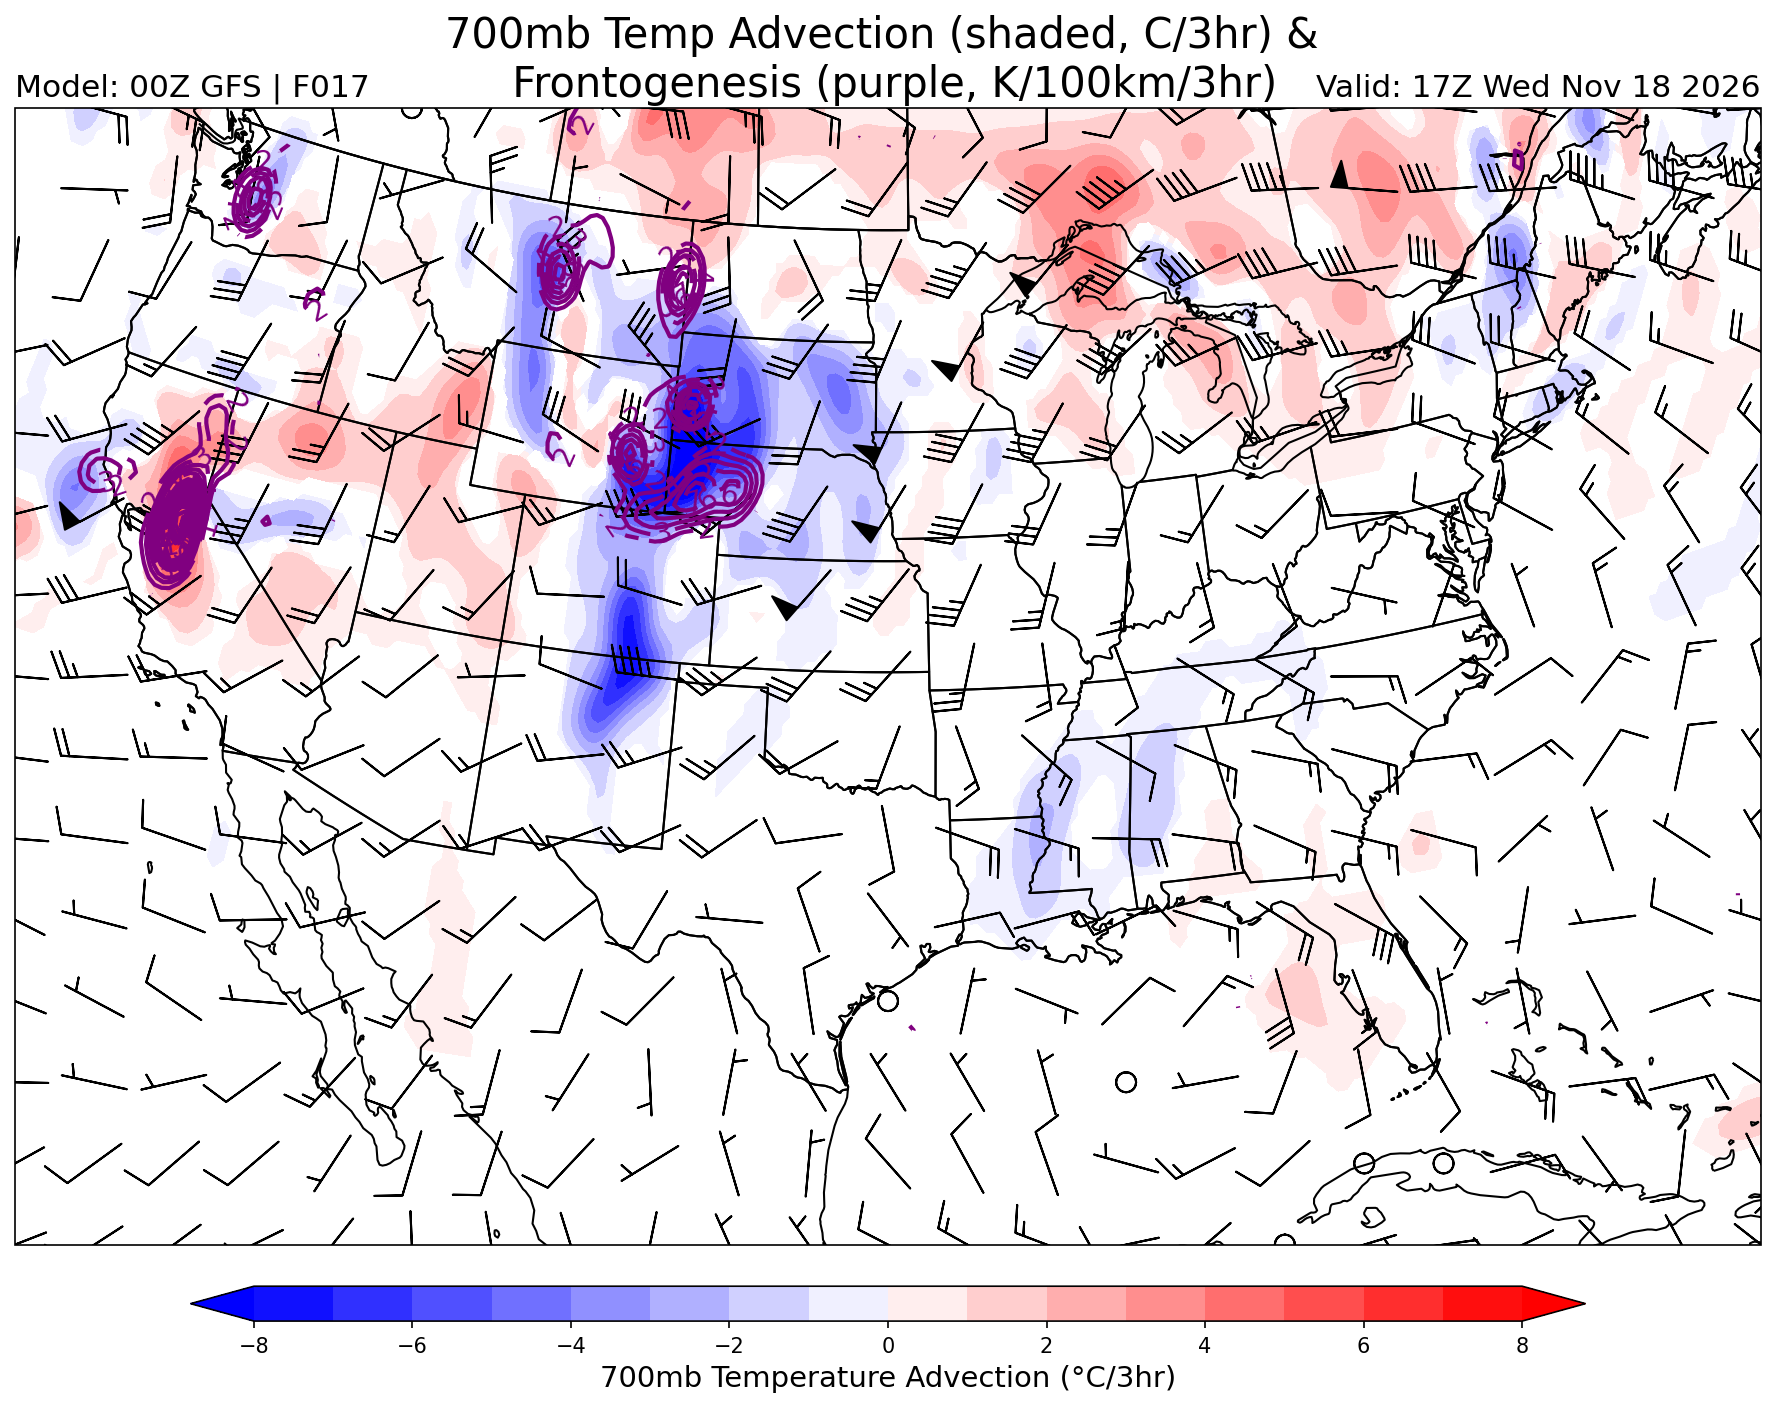 700mb Temp Advection (shaded, C/3hr) &
Model: 00Z GFS | F017
Frontogenesis (purple, K/100km/3hr)
Valid: 17Z Wed Nov 18 2026
−8 −6 −4 −2 0 2 4 6 8
700mb Temperature Advection (°C/3hr)